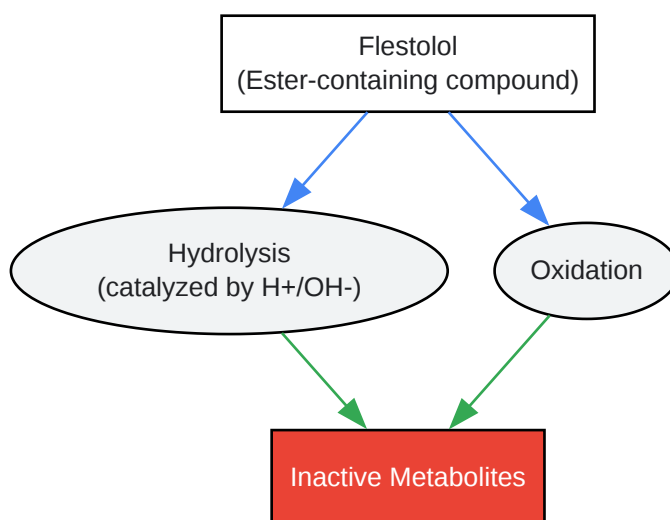 Flestolol
(Ester-containing compound)
Hydrolysis
(catalyzed by H+/OH-)
Oxidation
Inactive Metabolites